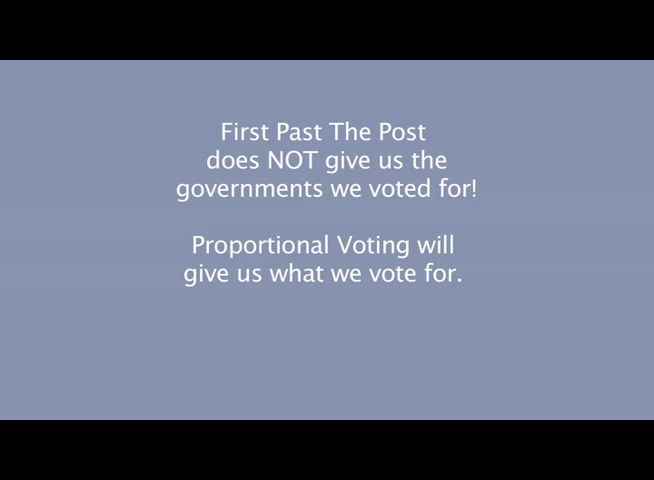 First Past The Post
does NOT give us the
governments we voted for!
Proportional Voting will
give us what we vote for.